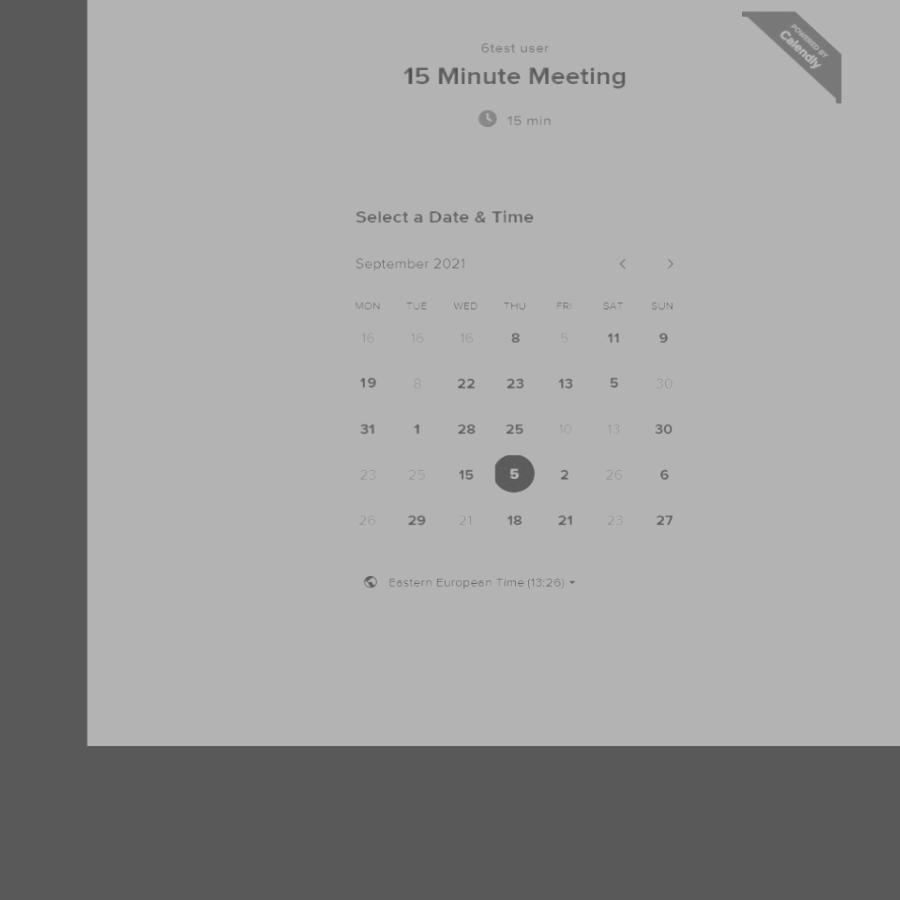 6test user
POWERED BY
Calendly
15 Minute Meeting
15 min
Select a Date & Time
September 2021
MON TUE WED THU FRI SAT SUN
16 16 16 8 5 11 9
19 8 22 23 13 5 30
31 1 28 25 10 13 30
23 25 15 5 2 26 6
26 29 21 18 21 23 27
Eastern European Time (13:26)